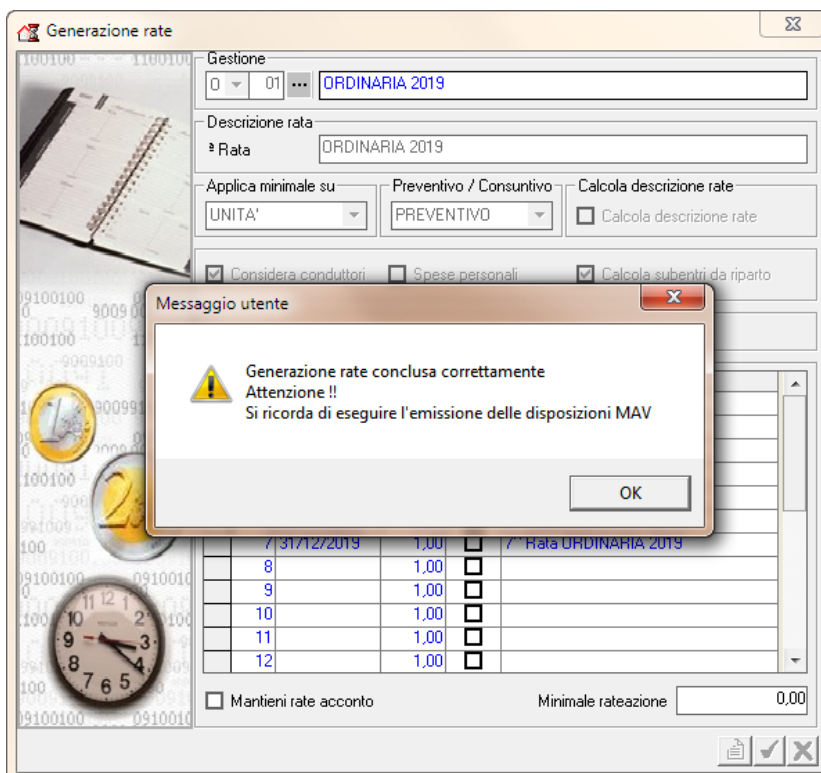 Generazione rate
Gestione
O 01 ... ORDINARIA 2019
Descrizione rata
ª Rata ORDINARIA 2019
Applica minimale su Preventivo / Consuntivo Calcola descrizione rate
UNITA' PREVENTIVO Calcola descrizione rate
Considera conduttori Spese personali Calcola subentri da riparto
Messaggio utente
Generazione rate conclusa correttamente
Attenzione !!
Si ricorda di eseguire l'emissione delle disposizioni MAV
OK
7 31/12/2019 1,00 7^ Rata ORDINARIA 2019
8 1,00
9 1,00
10 1,00
11 1,00
12 1,00
Mantieni rate acconto Minimale rateazione 0,00